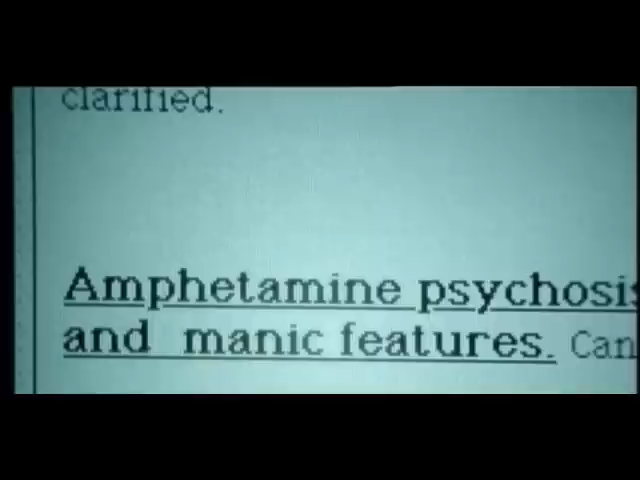 clarified.
Amphetamine psychosis
and manic features. Can